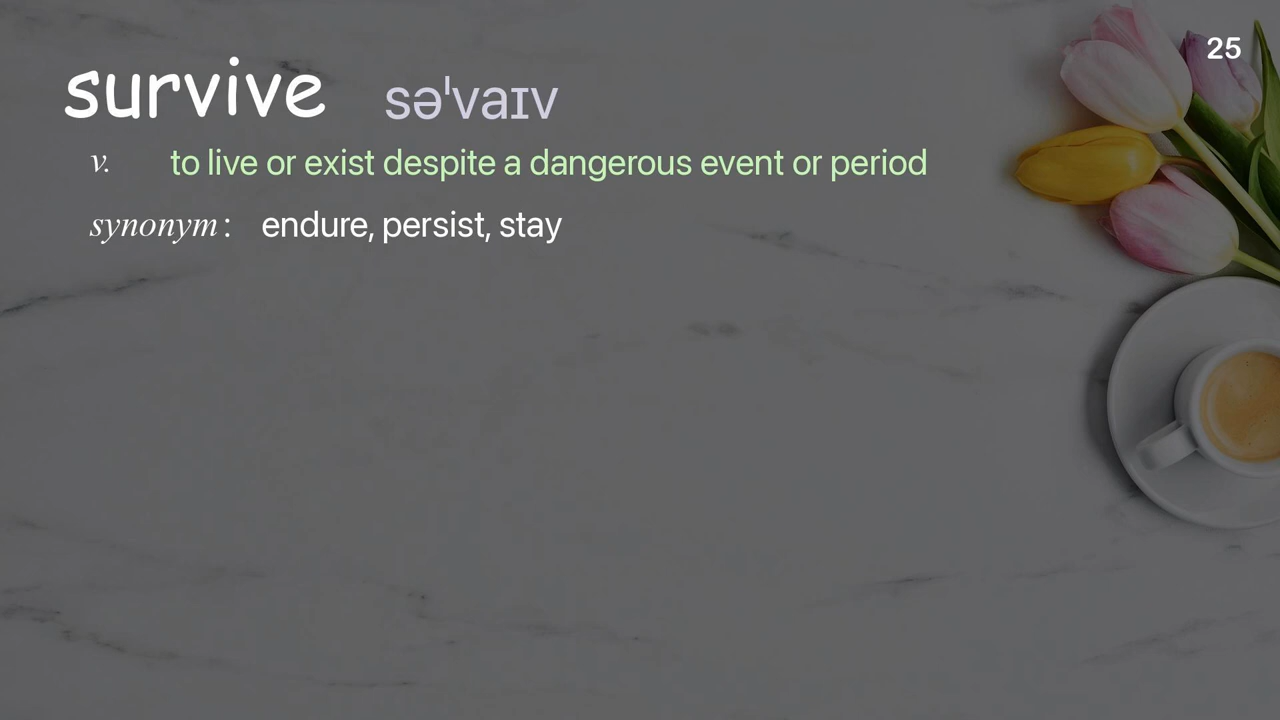 25
survive səˈvaɪv
v. to live or exist despite a dangerous event or period
synonym : endure, persist, stay